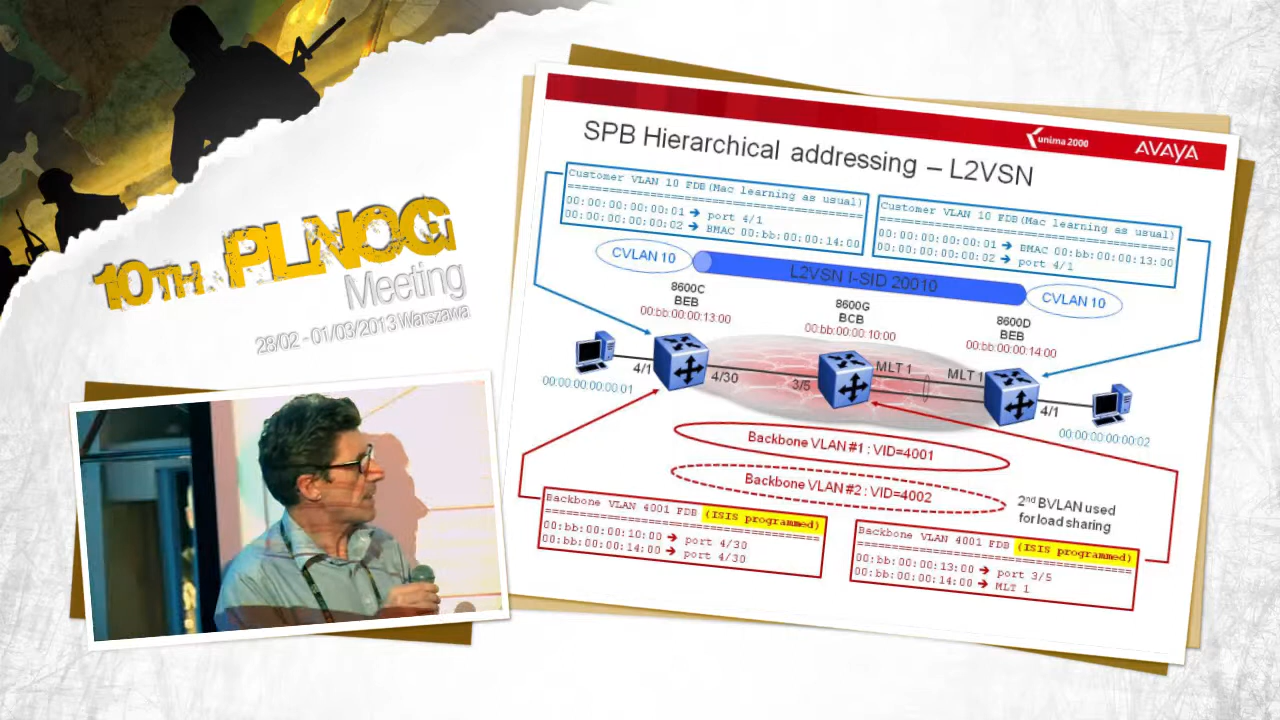 10TH PLNOG
Meeting
28/02 - 01/03/2013 Warszawa
unima 2000
AVAYA
SPB Hierarchical addressing – L2VSN
Customer VLAN 10 FDB(Mac learning as usual)
=====================================
00:00:00:00:00:01 ➔ port 4/1
00:00:00:00:00:02 ➔ BMAC 00:bb:00:00:14:00
Customer VLAN 10 FDB(Mac learning as usual)
=====================================
00:00:00:00:00:01 ➔ BMAC 00:bb:00:00:13:00
00:00:00:00:00:02 ➔ port 4/1
CVLAN 10
L2VSN I-SID 20010
CVLAN 10
8600C
BEB
00:bb:00:00:13:00
8600G
BCB
00:bb:00:00:10:00
8600D
BEB
00:bb:00:00:14:00
4/1
4/30
3/5
MLT 1
MLT 1
4/1
00:00:00:00:00:01
00:00:00:00:00:02
Backbone VLAN #1 : VID=4001
Backbone VLAN #2 : VID=4002
2nd BVLAN used
for load sharing
Backbone VLAN 4001 FDB (ISIS programmed)
=====================================
00:bb:00:00:10:00 ➔ port 4/30
00:bb:00:00:14:00 ➔ port 4/30
Backbone VLAN 4001 FDB (ISIS programmed)
=====================================
00:bb:00:00:13:00 ➔ port 3/5
00:bb:00:00:14:00 ➔ MLT 1